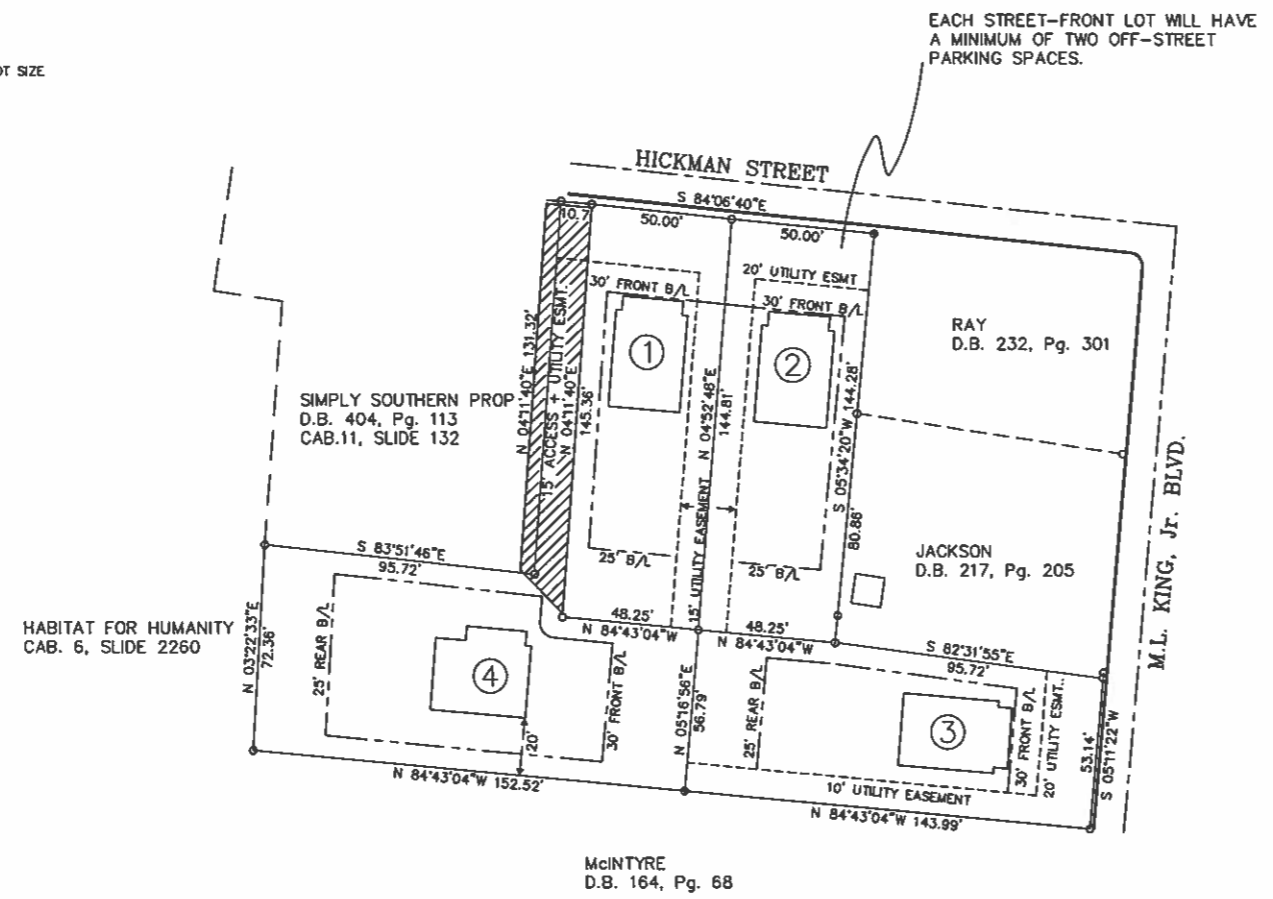 EACH STREET-FRONT LOT WILL HAVE
A MINIMUM OF TWO OFF-STREET
PARKING SPACES.
OT SIZE
HICKMAN STREET
S 84°06'40"E
10.7
50.00'
50.00'
20' UTILITY ESMT
30' FRONT B/L
30' FRONT B/L
RAY
D.B. 232, Pg. 301
1
2
N 04°11'40"E 131.32'
15' ACCESS + UTILITY ESMT.
N 04°11'40"E
145.36'
N 04°52'48"E
144.81'
S 05°34'20"W 144.28'
80.86'
SIMPLY SOUTHERN PROP
D.B. 404, Pg. 113
CAB.11, SLIDE 132
15' UTILITY EASEMENT
25' B/L
25' B/L
JACKSON
D.B. 217, Pg. 205
M.L. KING, Jr. BLVD.
S 83°51'46"E
95.72'
48.25'
N 84°43'04"W
48.25'
N 84°43'04"W
S 82°31'55"E
95.72'
HABITAT FOR HUMANITY
CAB. 6, SLIDE 2260
N 03°22'33"E
72.36'
25' REAR B/L
4
20'
30' FRONT B/L
N 05°16'56"E
56.79'
25' REAR B/L
3
30' FRONT B/L
20' UTILITY ESMT..
53.14'
S 05°11'22"W
N 84°43'04"W 152.52'
10' UTILITY EASEMENT
N 84°43'04"W 143.99'
McINTYRE
D.B. 164, Pg. 68